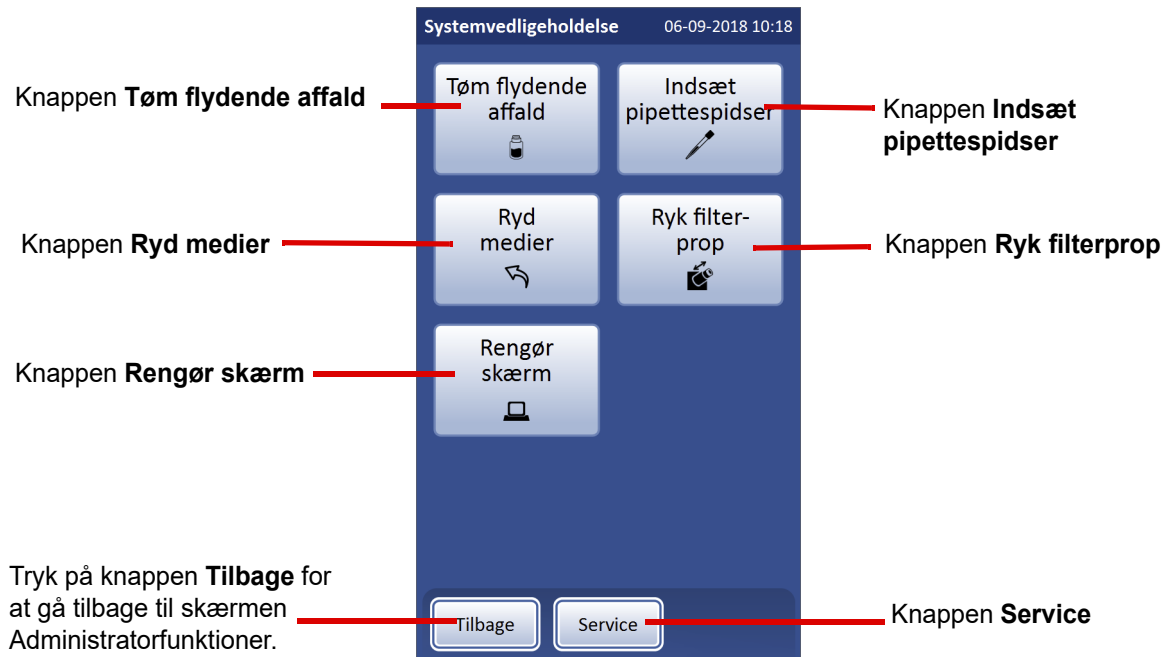 Systemvedligeholdelse 06-09-2018 10:18
Knappen Tøm flydende affald
Tøm flydende
affald
Indsæt
pipettespidser
Knappen Indsæt
pipettespidser
Knappen Ryd medier
Ryd
medier
Ryk filter-
prop
Knappen Ryk filterprop
Knappen Rengør skærm
Rengør
skærm
Tryk på knappen Tilbage for
at gå tilbage til skærmen
Administratorfunktioner.
Tilbage
Service
Knappen Service